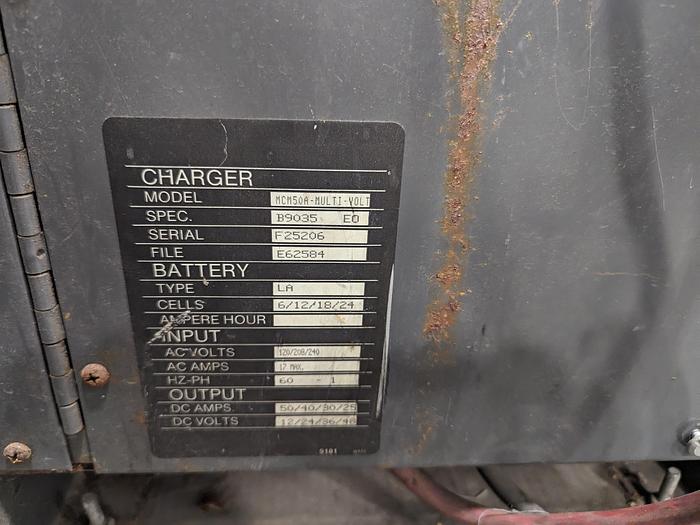 CHARGER
MODEL MCM50A-MULTI-VOLT
SPEC. B9035 E0
SERIAL F25206
FILE E62584
BATTERY
TYPE LA
CELLS 6/12/18/24
AMPERE HOUR
INPUT
AC VOLTS 120/208/240
AC AMPS 17 MAX.
HZ-PH 60 - 1
OUTPUT
DC AMPS. 50/40/30/25
DC VOLTS 12/24/36/48
9101